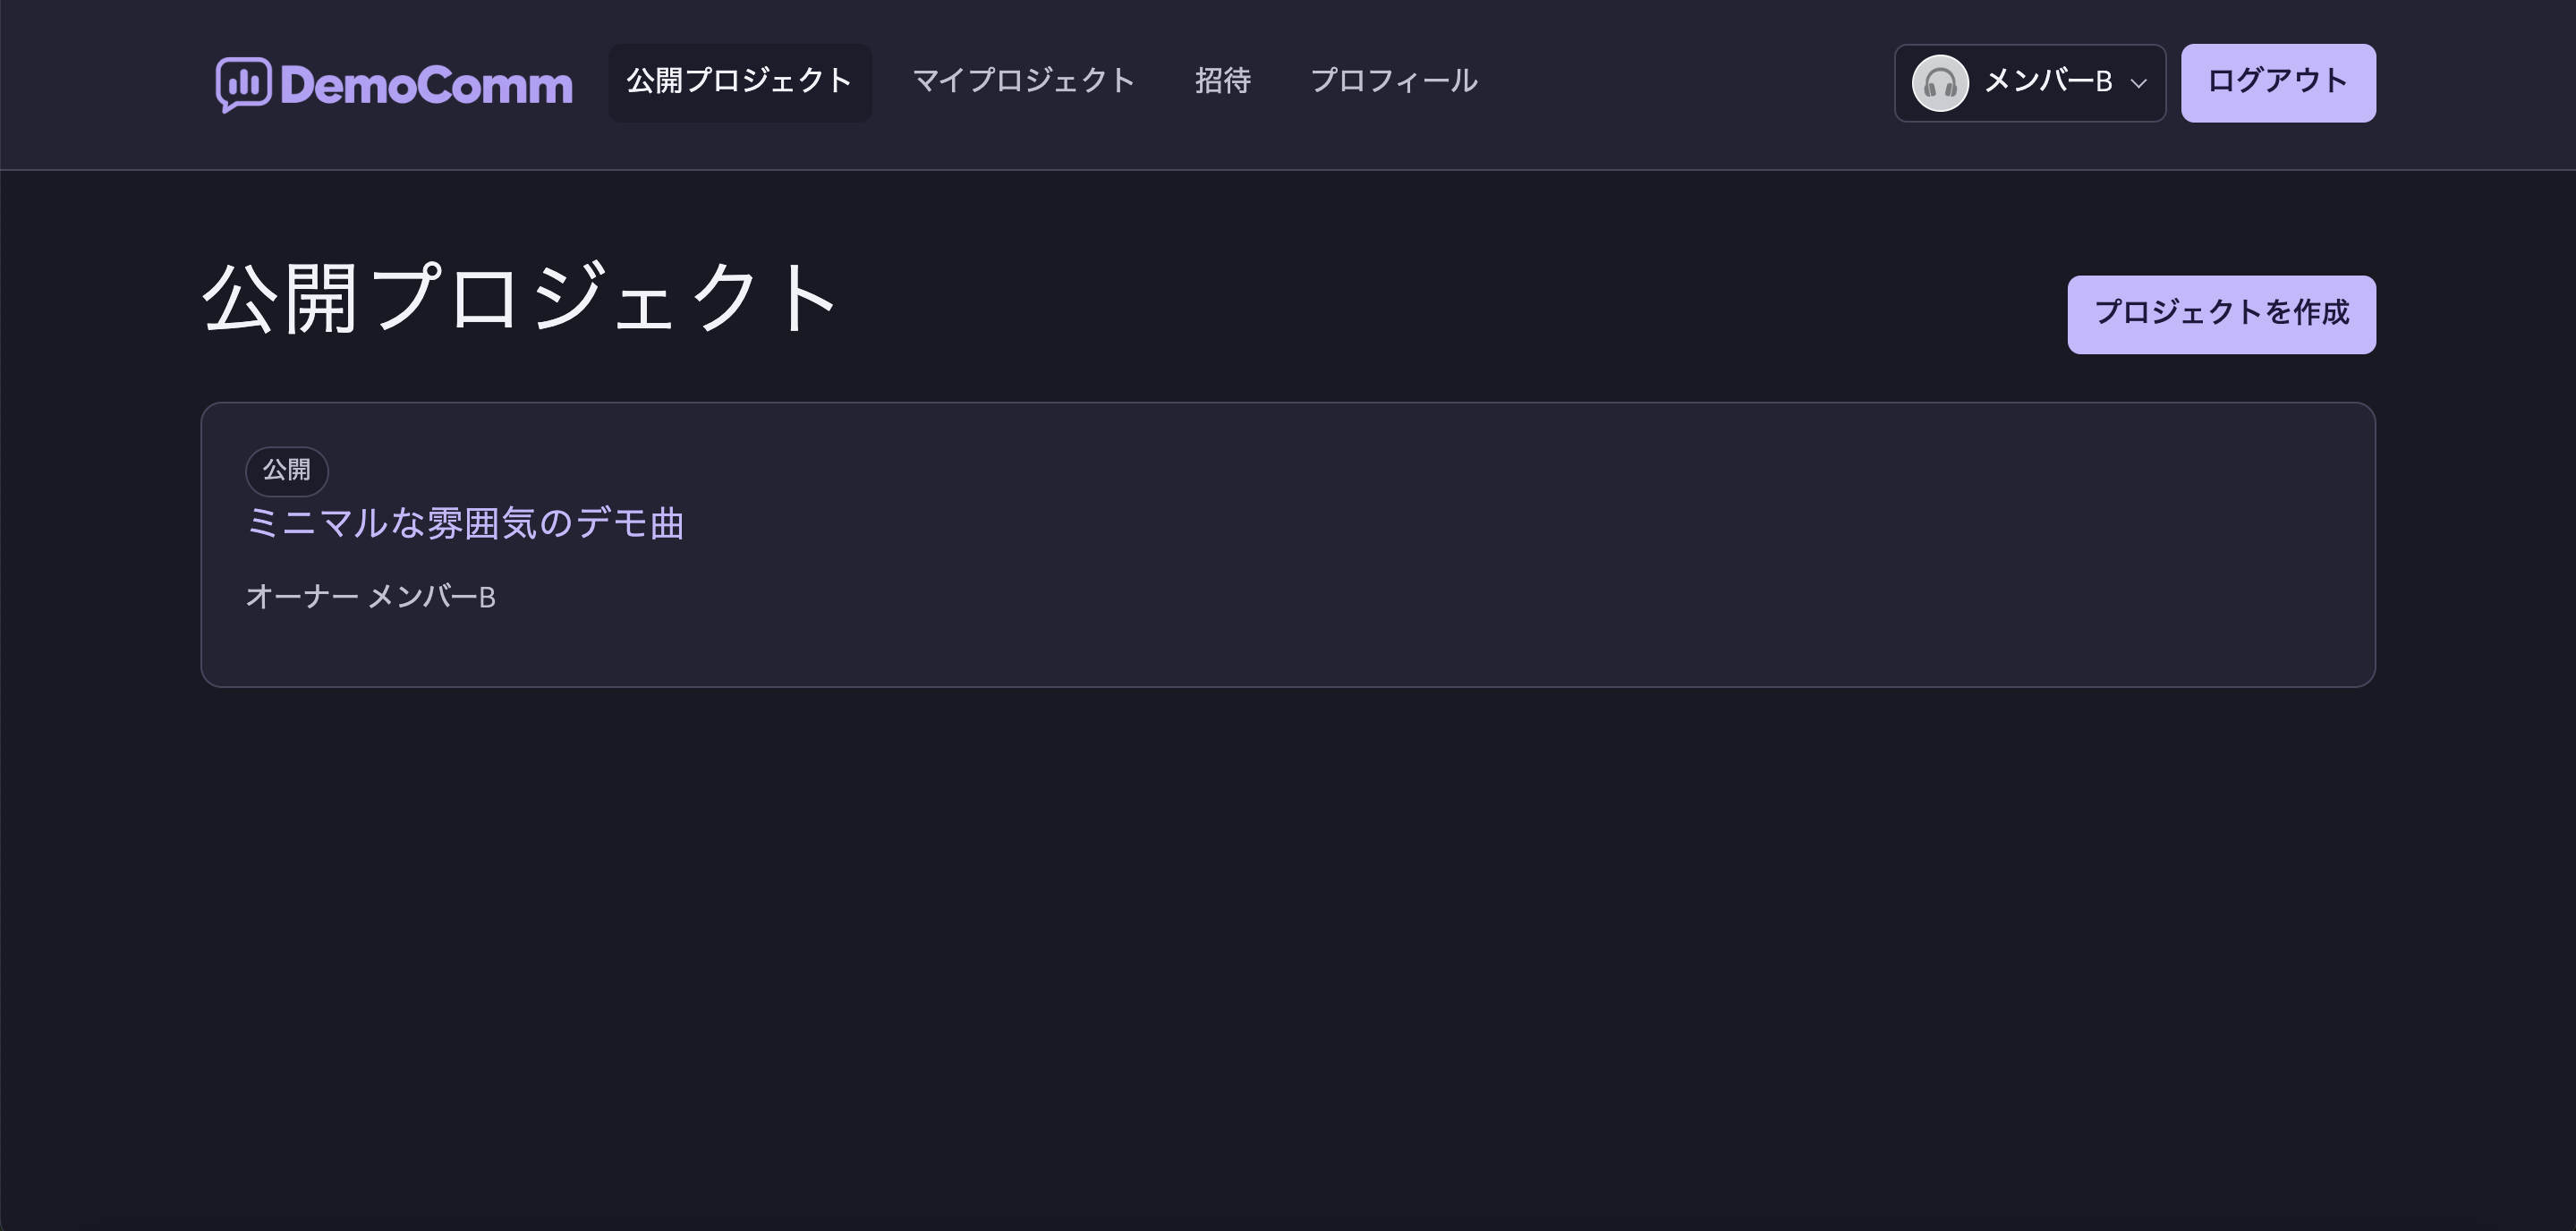 DemoComm 公開プロジェクト マイプロジェクト 招待 プロフィール メンバーB ログアウト
公開プロジェクト
プロジェクトを作成
公開
ミニマルな雰囲気のデモ曲
オーナー メンバーB